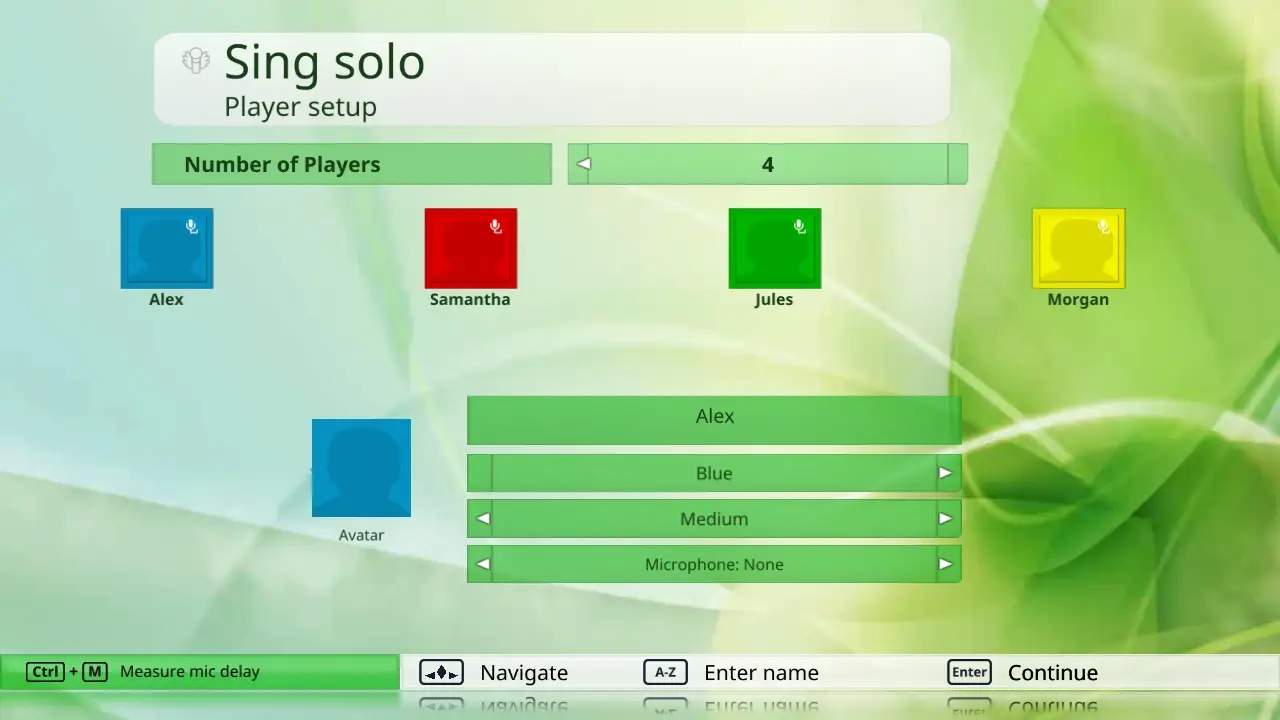 Sing solo
Player setup
Number of Players
4
Alex
Samantha
Jules
Morgan
Alex
Blue
Medium
Microphone: None
Avatar
Ctrl + M Measure mic delay
Navigate
A-Z Enter name
Enter Continue